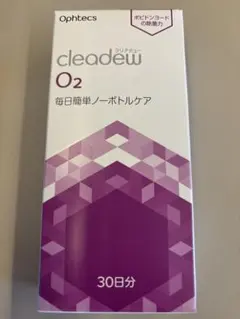 Ophtecs
ポビドンヨード
の除菌力
クリアデュー
cleadew
O₂
毎日簡単ノーボトルケア
30日分